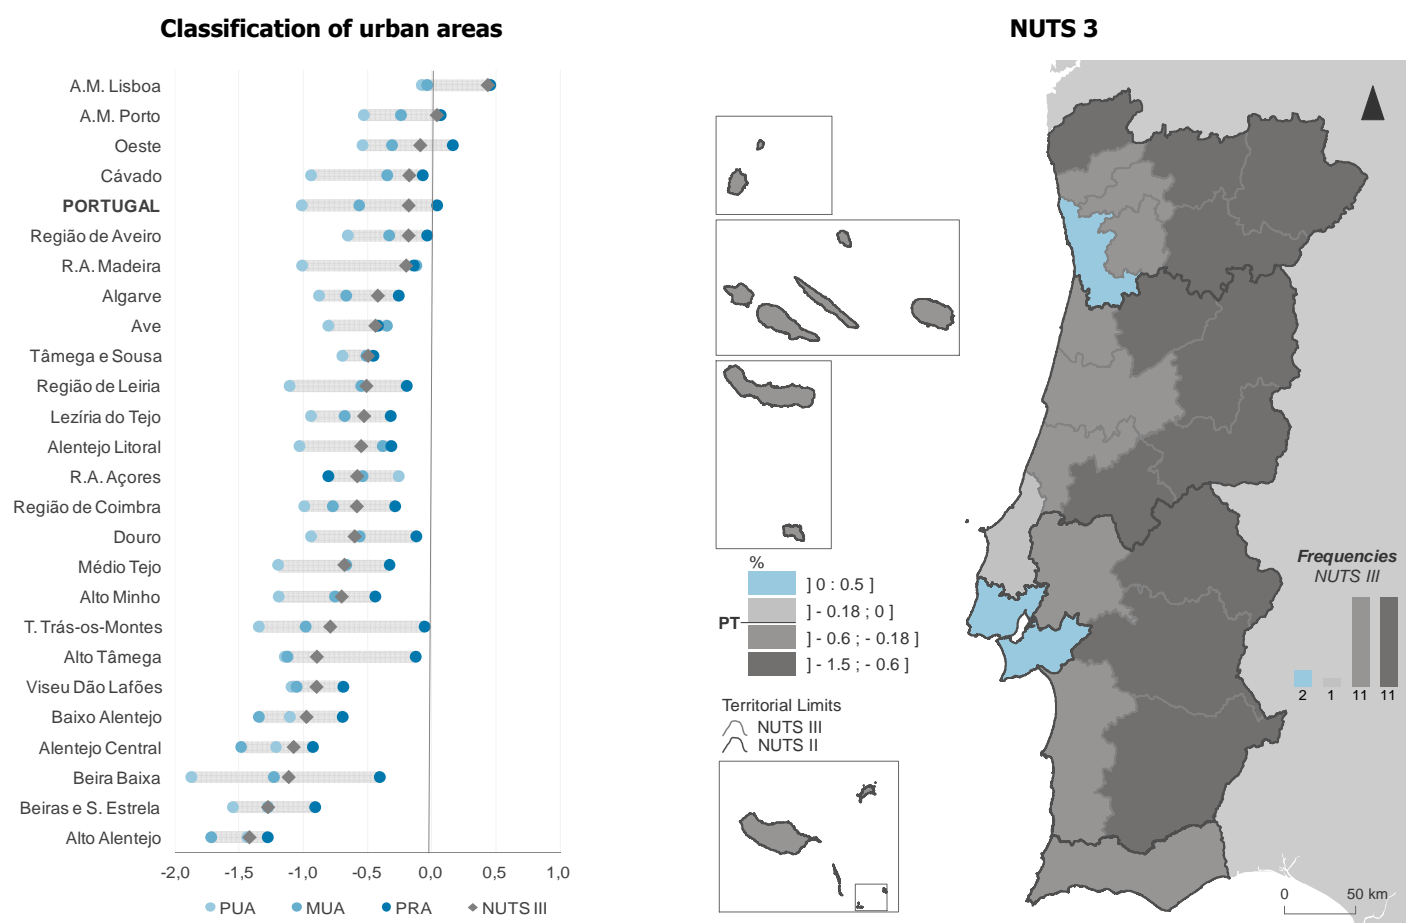 Classification of urban areas
A.M. Lisboa
A.M. Porto
Oeste
Cávado
PORTUGAL
Região de Aveiro
R.A. Madeira
Algarve
Ave
Tâmega e Sousa
Região de Leiria
Lezíria do Tejo
Alentejo Litoral
R.A. Açores
Região de Coimbra
Douro
Médio Tejo
Alto Minho
T. Trás-os-Montes
Alto Tâmega
Viseu Dão Lafões
Baixo Alentejo
Alentejo Central
Beira Baixa
Beiras e S. Estrela
Alto Alentejo
-2,0 -1,5 -1,0 -0,5 0,0 0,5 1,0
PUA MUA PRA NUTS III
NUTS 3
%
] 0 : 0.5 ]
] - 0.18 ; 0 ]
PT
] - 0.6 ; - 0.18 ]
] - 1.5 ; - 0.6 ]
Territorial Limits
NUTS III
NUTS II
Frequencies
NUTS III
2 1 11 11
0 50 km